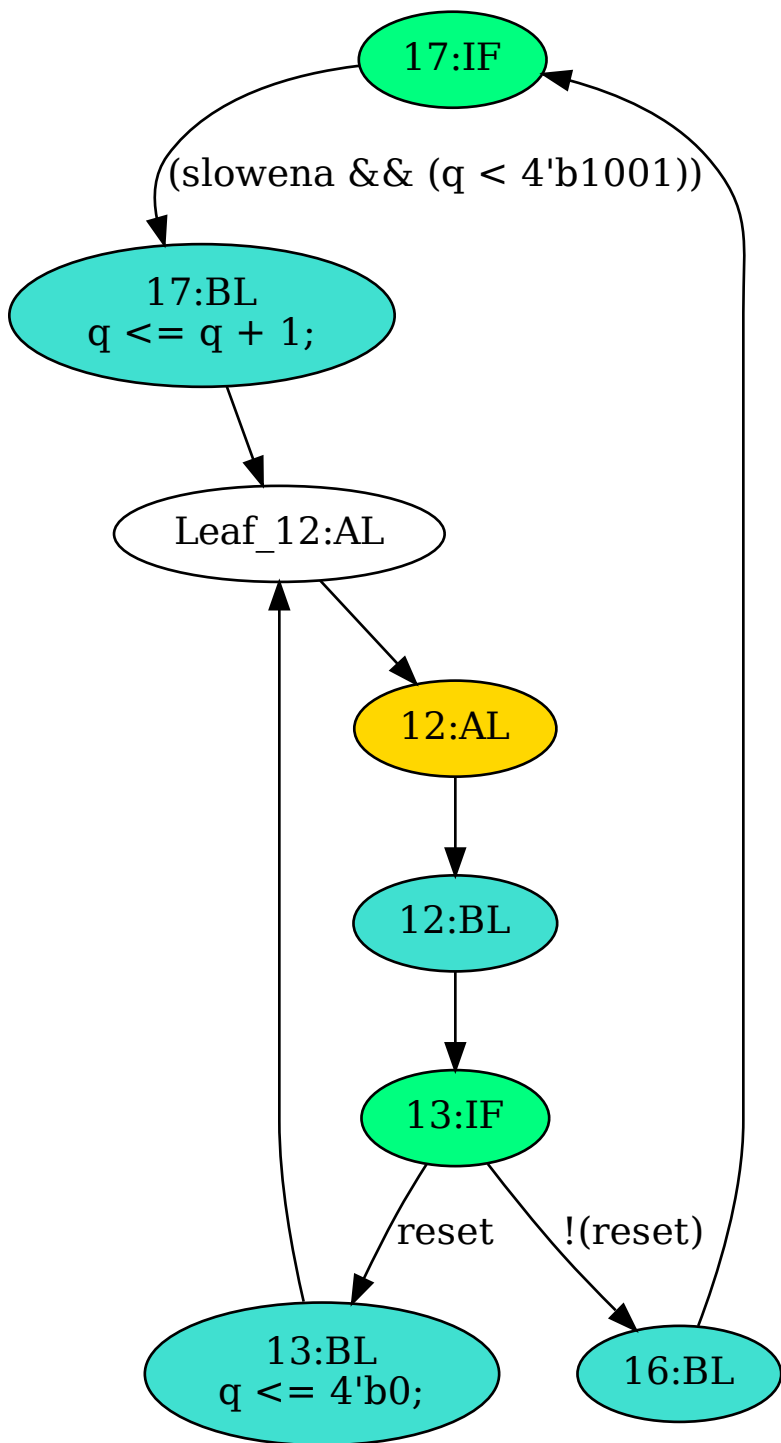 17:IF
(slowena && (q < 4'b1001))
17:BL
q <= q + 1;
Leaf_12:AL
12:AL
12:BL
13:IF
reset
!(reset)
13:BL
q <= 4'b0;
16:BL